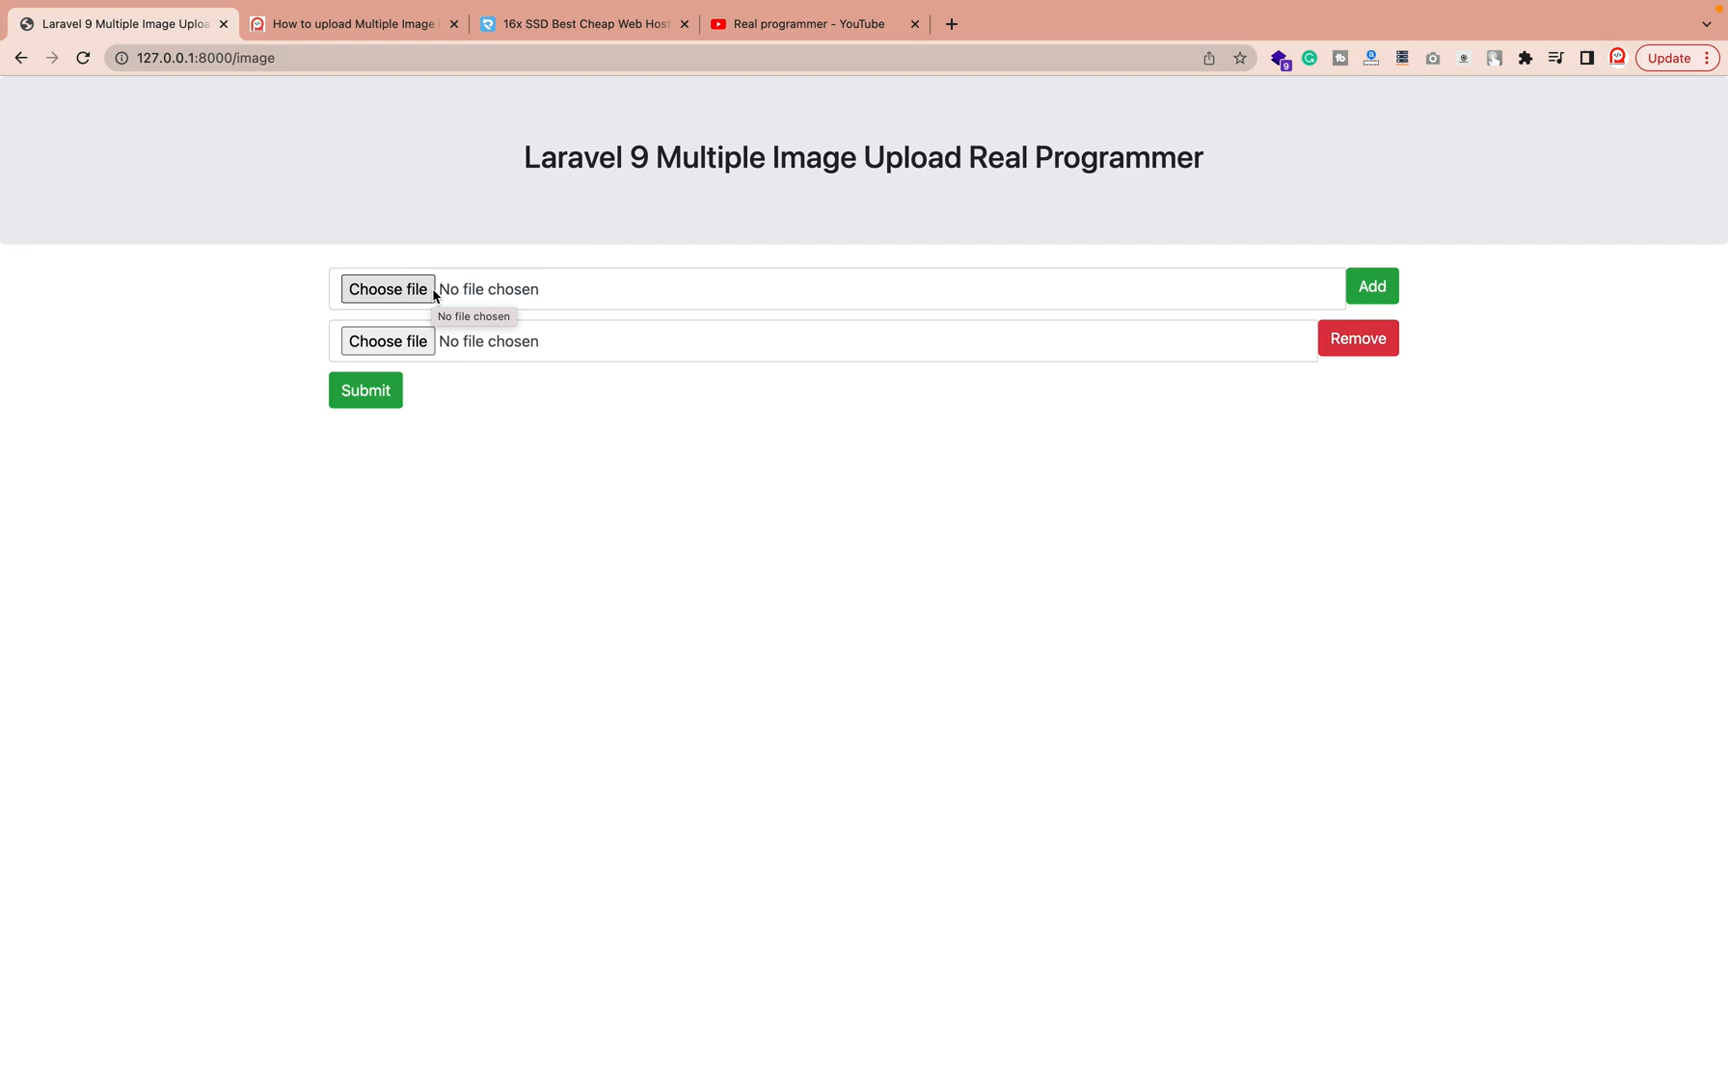 Laravel 9 Multiple Image Uploa
How to upload Multiple Image i
16x SSD Best Cheap Web Host
Real programmer - YouTube
127.0.0.1:8000/image
9
Update
Laravel 9 Multiple Image Upload Real Programmer
Choose file No file chosen
Add
No file chosen
Choose file No file chosen
Remove
Submit